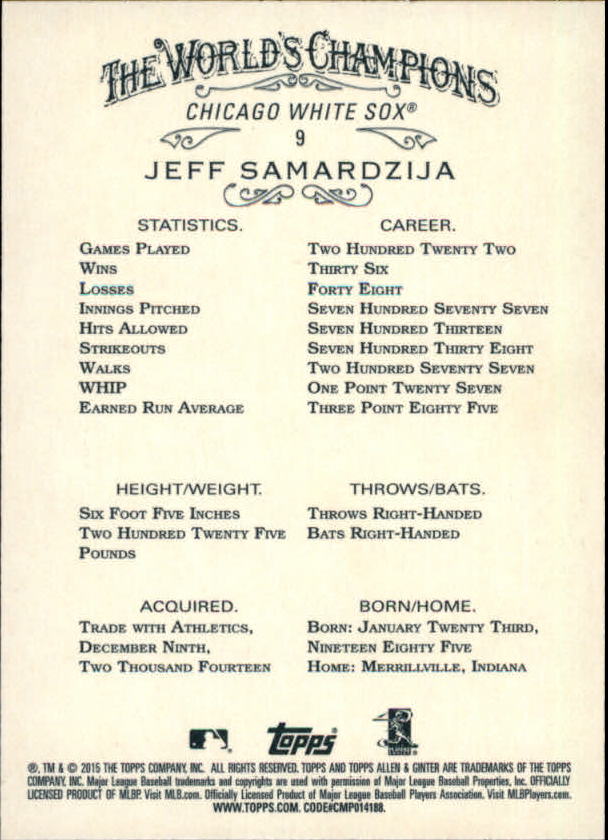 THE WORLD'S CHAMPIONS
CHICAGO WHITE SOX®
9
JEFF SAMARDZIJA
STATISTICS. CAREER.
GAMES PLAYED TWO HUNDRED TWENTY TWO
WINS THIRTY SIX
LOSSES FORTY EIGHT
INNINGS PITCHED SEVEN HUNDRED SEVENTY SEVEN
HITS ALLOWED SEVEN HUNDRED THIRTEEN
STRIKEOUTS SEVEN HUNDRED THIRTY EIGHT
WALKS TWO HUNDRED SEVENTY SEVEN
WHIP ONE POINT TWENTY SEVEN
EARNED RUN AVERAGE THREE POINT EIGHTY FIVE
HEIGHT/WEIGHT. THROWS/BATS.
SIX FOOT FIVE INCHES THROWS RIGHT-HANDED
TWO HUNDRED TWENTY FIVE BATS RIGHT-HANDED
POUNDS
ACQUIRED. BORN/HOME.
TRADE WITH ATHLETICS, BORN: JANUARY TWENTY THIRD,
DECEMBER NINTH, NINETEEN EIGHTY FIVE
TWO THOUSAND FOURTEEN HOME: MERRILLVILLE, INDIANA
Topps
®, TM & © 2015 THE TOPPS COMPANY, INC. ALL RIGHTS RESERVED. TOPPS AND TOPPS ALLEN & GINTER ARE TRADEMARKS OF THE TOPPS
COMPANY, INC. Major League Baseball trademarks and copyrights are used with permission of Major League Baseball Properties, Inc. OFFICIALLY
LICENSED PRODUCT OF MLBP. Visit MLB.com. Officially Licensed Product of Major League Baseball Players Association. Visit MLBPlayers.com.
WWW.TOPPS.COM. CODE#CMP014188.